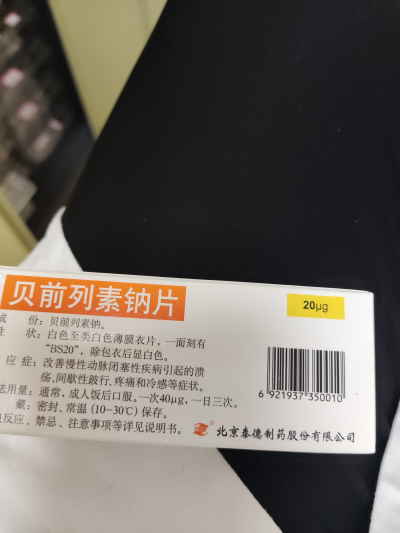 贝前列素钠片
20μg
成 份：贝前列素钠。
性 状：白色至类白色薄膜衣片，一面刻有
“BS20”，除包衣后显白色。
应 症：改善慢性动脉闭塞性疾病引起的溃
疡、间歇性跛行、疼痛和冷感等症状。
法用量：通常，成人饭后口服。一次40μg，一日三次。
藏：密封、常温（10-30℃）保存。
反应、禁忌、注意事项等详见说明书。
6 921937 350010
北京泰德制药股份有限公司